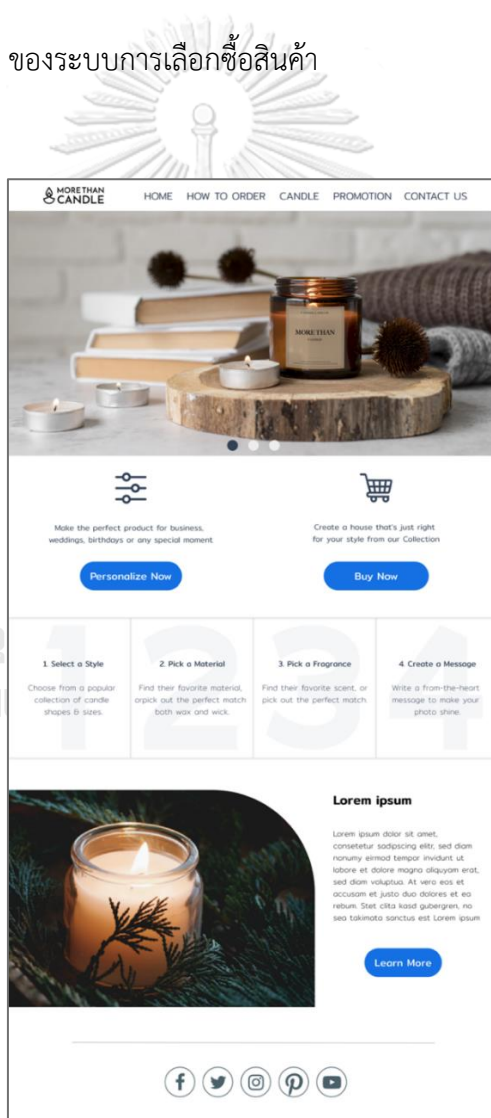 ของระบบการเลือกซื้อสินค้า
MORE THAN
CANDLE
HOME HOW TO ORDER CANDLE PROMOTION CONTACT US
MORE THAN
Make the perfect product for business,
weddings, birthdays or any special moment
Create a house that's just right
for your style from our Collection
Personalize Now
Buy Now
1
2
3
4
1. Select a Style
Choose from a popular
collection of candle
shapes & sizes.
2. Pick a Material
Find their favorite material,
orpick out the perfect match
both wax and wick.
3. Pick a Fragrance
Find their favorite scent, or
pick out the perfect match.
4. Create a Message
Write a from-the-heart
message to make your
photo shine.
Lorem ipsum
Lorem ipsum dolor sit amet,
consetetur sadipscing elitr, sed diam
nonumy eirmod tempor invidunt ut
labore et dolore magna aliquyam erat,
sed diam voluptua. At vero eos et
accusam et justo duo dolores et ea
rebum. Stet clita kasd gubergren, no
sea takimata sanctus est Lorem ipsum
Learn More